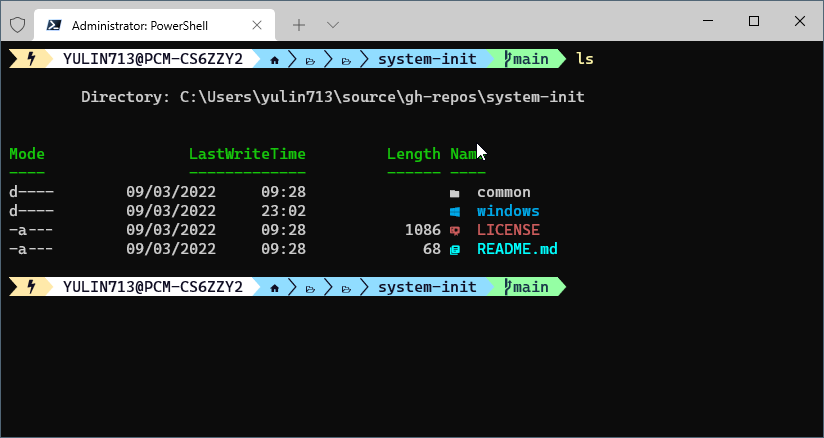 Administrator: PowerShell
YULIN713@PCM-CS6ZZY2 system-init main ls
Directory: C:\Users\yulin713\source\gh-repos\system-init
Mode LastWriteTime Length Name
---- ------------- ------ ----
d---- 09/03/2022 09:28 common
d---- 09/03/2022 23:02 windows
-a--- 09/03/2022 09:28 1086 LICENSE
-a--- 09/03/2022 09:28 68 README.md
YULIN713@PCM-CS6ZZY2 system-init main